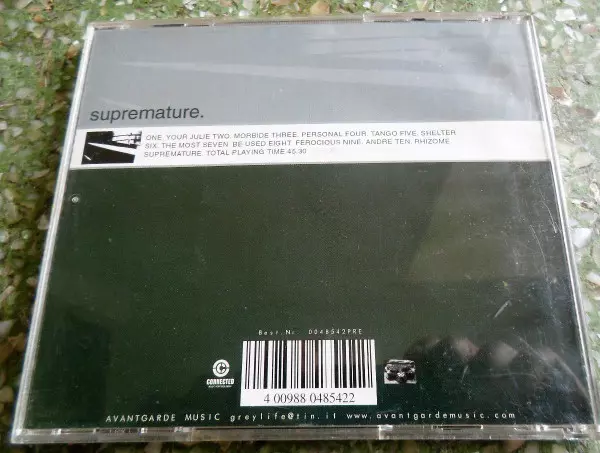 supremature.
ONE. YOUR JULIE TWO. MORBIDE THREE. PERSONAL FOUR. TANGO FIVE. SHELTER
SIX. THE MOST SEVEN. BE USED EIGHT. FEROCIOUS NINE. ANDRE TEN. RHIZOME
SUPREMATURE. TOTAL PLAYING TIME 45.30
Best.Nr. 0048542PRE
CONNECTED
4 00988 0485422
AVANTGARDE MUSIC greylife@tin.it www.avantgardemusic.com